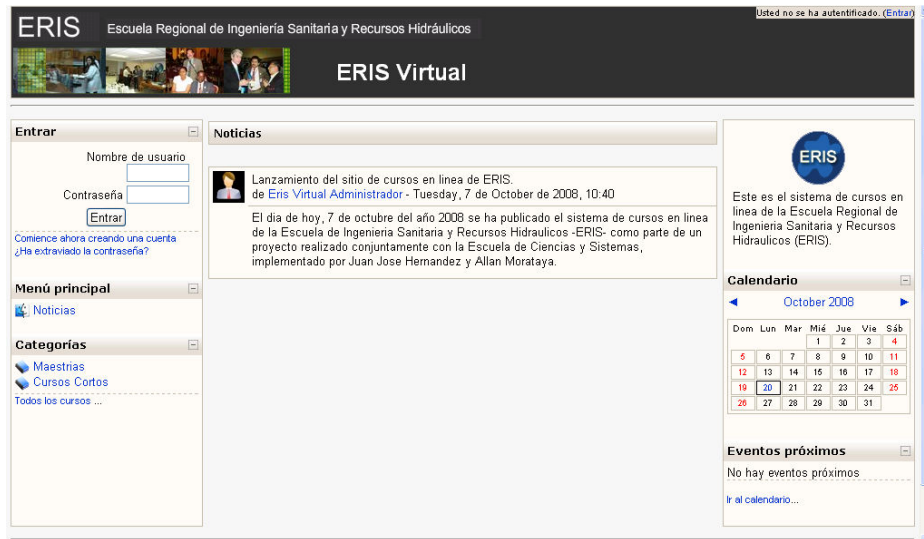 Usted no se ha autentificado. (Entrar)
ERIS Escuela Regional de Ingeniería Sanitaria y Recursos Hidráulicos
ERIS Virtual
Entrar
Nombre de usuario
Contraseña
Entrar
Comience ahora creando una cuenta
¿Ha extraviado la contraseña?
Menú principal
Noticias
Categorías
Maestrias
Cursos Cortos
Todos los cursos ...
Noticias
Lanzamiento del sitio de cursos en linea de ERIS.
de Eris Virtual Administrador - Tuesday, 7 de October de 2008, 10:40
El dia de hoy, 7 de octubre del año 2008 se ha publicado el sistema de cursos en linea
de la Escuela de Ingenieria Sanitaria y Recursos Hidraulicos -ERIS- como parte de un
proyecto realizado conjuntamente con la Escuela de Ciencias y Sistemas,
implementado por Juan Jose Hernandez y Allan Morataya.
ERIS
Este es el sistema de cursos en
linea de la Escuela Regional de
Ingenieria Sanitaria y Recursos
Hidraulicos (ERIS).
Calendario
October 2008
Dom Lun Mar Mié Jue Vie Sáb
1 2 3 4
5 6 7 8 9 10 11
12 13 14 15 16 17 18
19 20 21 22 23 24 25
26 27 28 29 30 31
Eventos próximos
No hay eventos próximos
Ir al calendario...